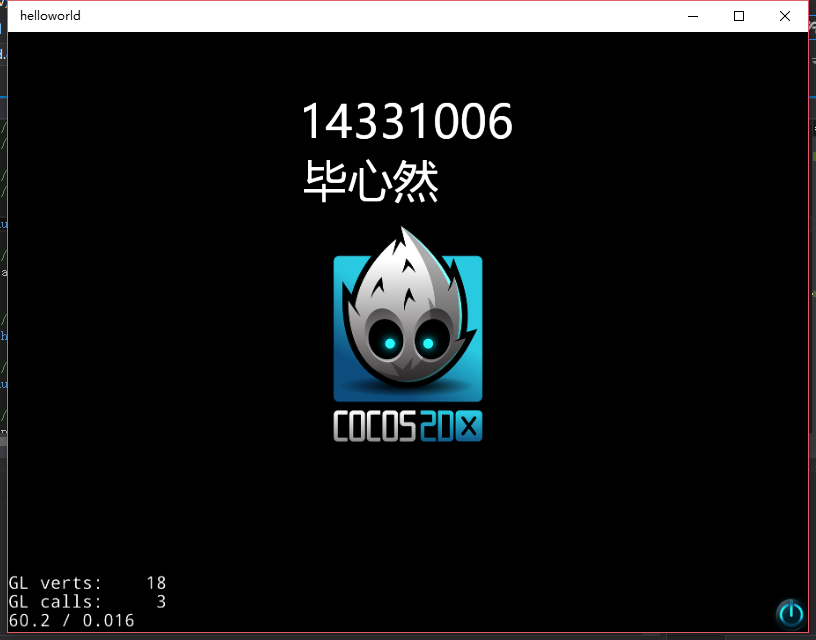 helloworld
14331006
毕心然
COCOS2DX
GL verts: 18
GL calls: 3
60.2 / 0.016